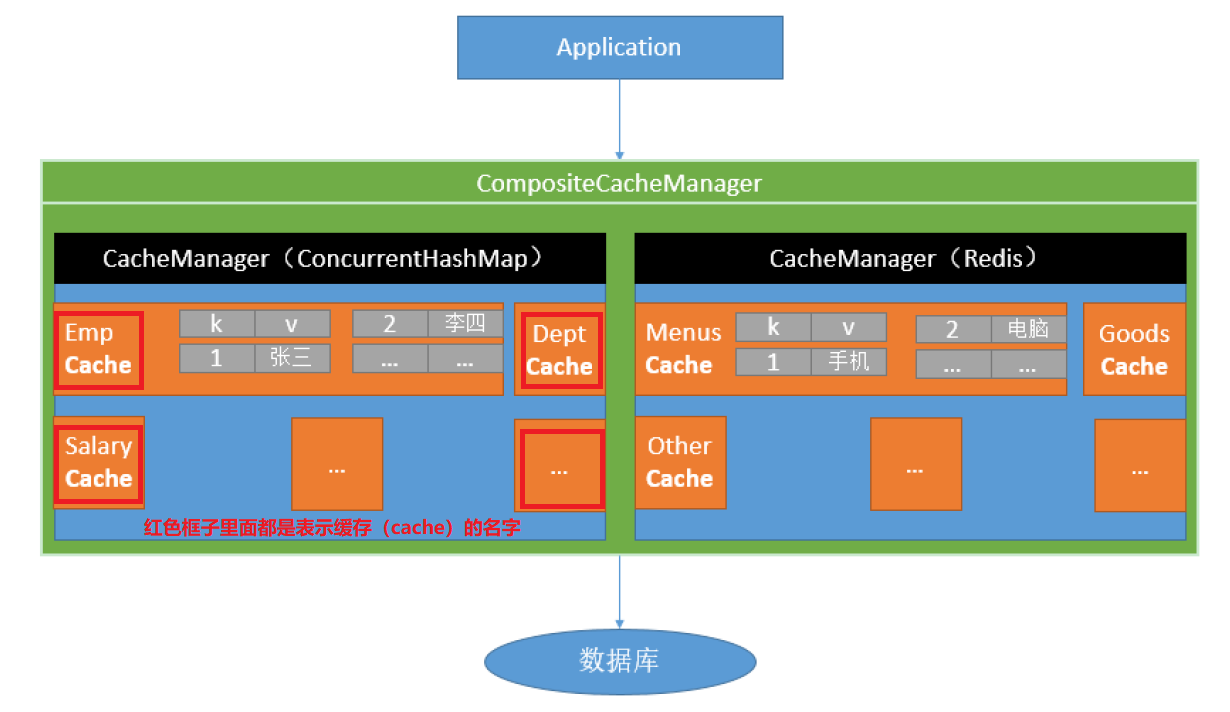 Application
CompositeCacheManager
CacheManager（ConcurrentHashMap）
Emp
Cache
k v
1 张三
2 李四
... ...
Dept
Cache
Salary
Cache
...
...
红色框子里面都是表示缓存（cache）的名字
CacheManager（Redis）
Menus
Cache
k v
1 手机
2 电脑
... ...
Goods
Cache
Other
Cache
...
...
数据库